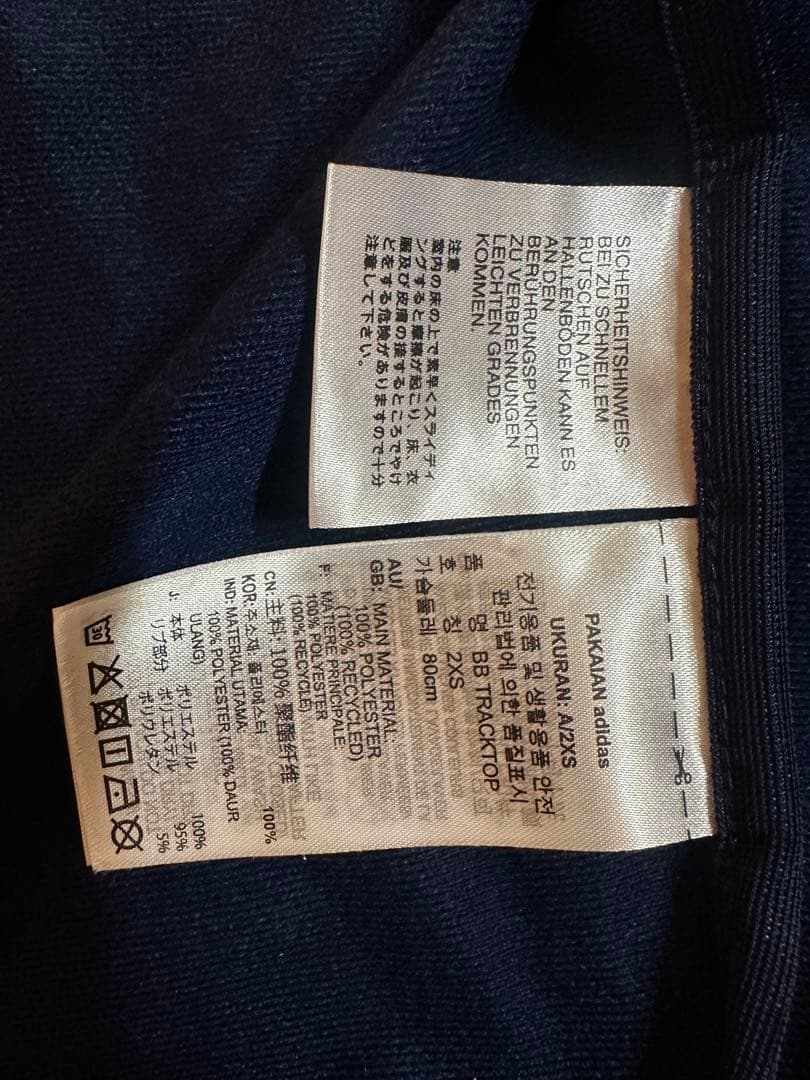 SICHERHEITSHINWEIS:
BEI ZU SCHNELLEM
RUTSCHEN AUF
HALLENBÖDEN KANN ES
AN DEN
BERÜHRUNGSPUNKTEN
ZU VERBRENNUNGEN
LEICHTEN GRADES
KOMMEN.
注意
室内の床の上で素早くスライディ
ングすると摩擦が起こり、床、衣
服及び皮膚の接するところでやけ
どをする危険がありますので十分
注意して下さい。
PAKAIAN adidas
UKURAN: A/2XS
전기용품 및 생활용품 안전
관리법에 의한 품질표시
품 명 BB TRACKTOP
호 칭 2XS
가슴둘레 80cm
AU/
GB: MAIN MATERIAL
100% POLYESTER
(100% RECYCLED)
F: MATIERE PRINCIPALE:
100% POLYESTER
(100% RECYCLE)
CN: 主料: 100% 聚酯纤维
KOR: 주소재: 폴리에스터 100%
IND: MATERIAL UTAMA:
100% POLYESTER (100% DAUR
ULANG)
J: 本体 ポリエステル 100%
リブ部分 ポリエステル 95%
ポリウレタン 5%
30